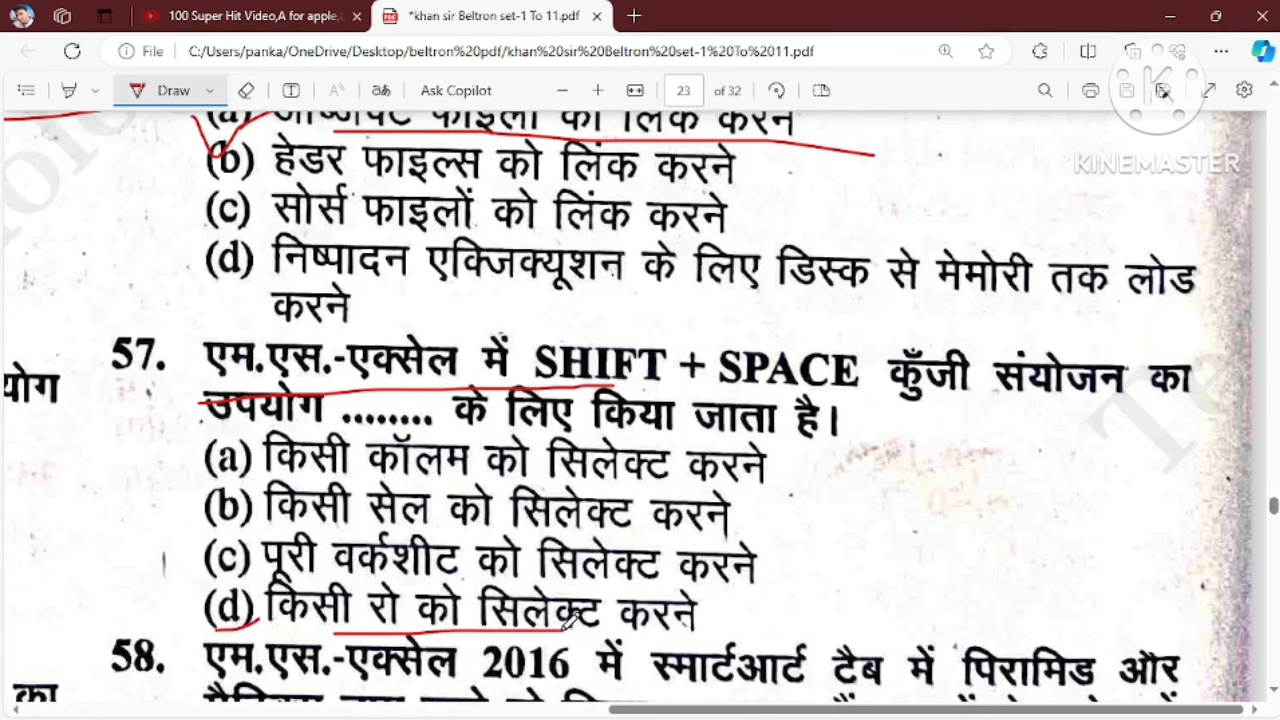 100 Super Hit Video,A for apple,
*khan sir Beltron set-1 To 11.pdf
File C:/Users/panka/OneDrive/Desktop/beltron%20pdf/khan%20sir%20Beltron%20set-1%20To%2011.pdf
Draw Ask Copilot 23 of 32
KINEMASTER
(a) ऑब्जेक्ट फाइलों को लिंक करने
(b) हेडर फाइल्स को लिंक करने
(c) सोर्स फाइलों को लिंक करने
(d) निष्पादन एक्जिक्यूशन के लिए डिस्क से मेमोरी तक लोड
करने
57. एम.एस.-एक्सेल में SHIFT + SPACE कुँजी संयोजन का
योग
उपयोग ........ के लिए किया जाता है।
(a) किसी कॉलम को सिलेक्ट करने
(b) किसी सेल को सिलेक्ट करने
(c) पूरी वर्कशीट को सिलेक्ट करने
(d) किसी रो को सिलेक्ट करने
58. एम.एस.-एक्सेल 2016 में स्मार्टआर्ट टैब में पिरामिड और
का